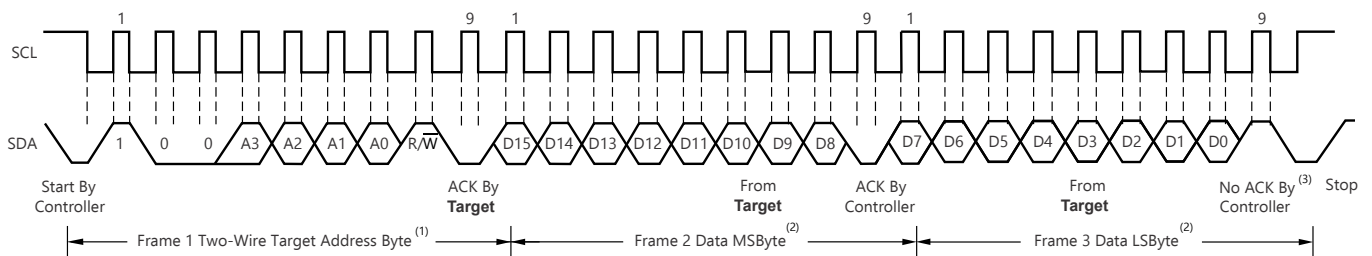 1 9 1 9 1 9
SCL
SDA 1 0 0 A3 A2 A1 A0 R/W̅ D15 D14 D13 D12 D11 D10 D9 D8 D7 D6 D5 D4 D3 D2 D1 D0
Start By
Controller
ACK By
Target
From
Target
ACK By
Controller
From
Target
No ACK By (3)
Controller
Stop
Frame 1 Two-Wire Target Address Byte (1)
Frame 2 Data MSByte (2)
Frame 3 Data LSByte (2)